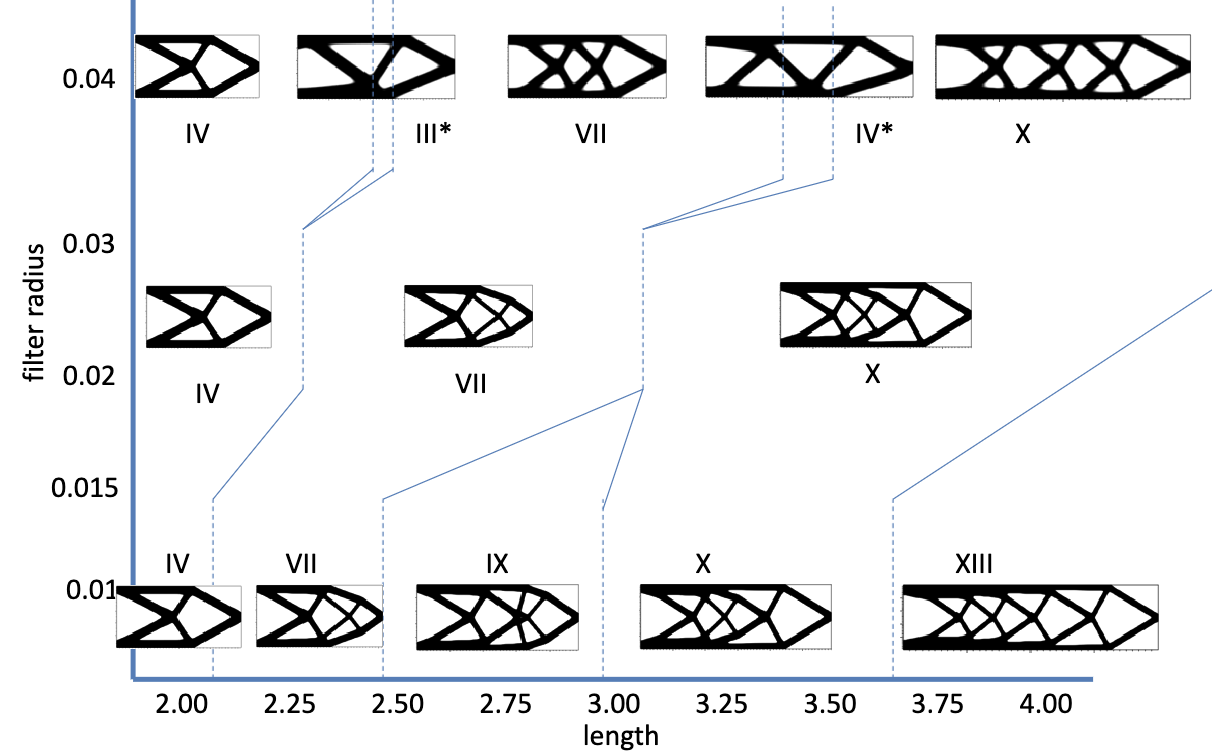 0.04
IV
III*
VII
IV*
X
0.03
filter radius
0.02
IV
VII
X
0.015
IV
VII
IX
X
XIII
0.01
2.00 2.25 2.50 2.75 3.00 3.25 3.50 3.75 4.00
length